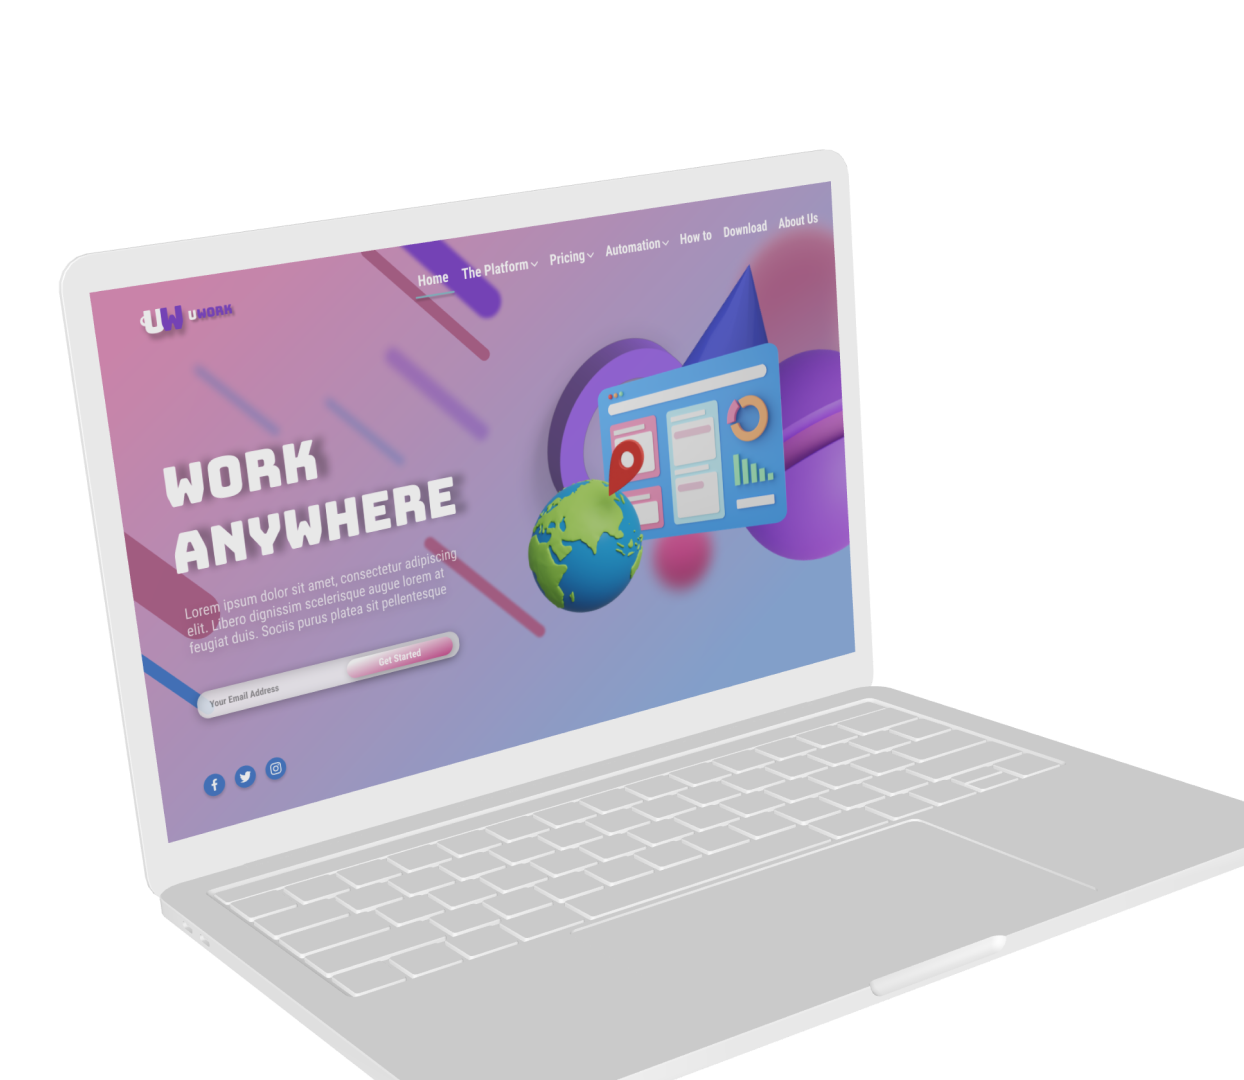 UW UWORK
Home The Platform Pricing Automation How to Download About Us
WORK
ANYWHERE
Lorem ipsum dolor sit amet, consectetur adipiscing
elit. Libero dignissim scelerisque augue lorem at
feugiat duis. Sociis purus platea sit pellentesque
Your Email Address Get Started